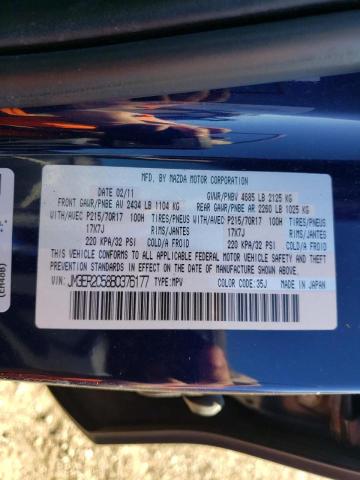 MFD. BY MAZDA MOTOR CORPORATION
DATE 02/11 GVWR/PNBV 4685 LB 2125 KG
FRONT GAWR/PNBE AV 2434 LB 1104 KG REAR GAWR/PNBE AR 2260 LB 1025 KG
WITH/AVEC P215/70R17 100H TIRES/PNEUS WITH/AVEC P215/70R17 100H TIRES/PNEUS
17X7J RIMS/JANTES 17X7J RIMS/JANTES
220 KPA/32 PSI COLD/A FROID 220 KPA/32 PSI COLD/A FROID
THIS VEHICLE CONFORMS TO ALL APPLICABLE FEDERAL MOTOR VEHICLE SAFETY AND THEFT
PREVENTION STANDARDS IN EFFECT ON THE DATE OF MANUFACTURE SHOWN ABOVE.
VIN: JM3ER2C56B0376177 TYPE: MPV COLOR CODE: 35J MADE IN JAPAN
(EM48B)